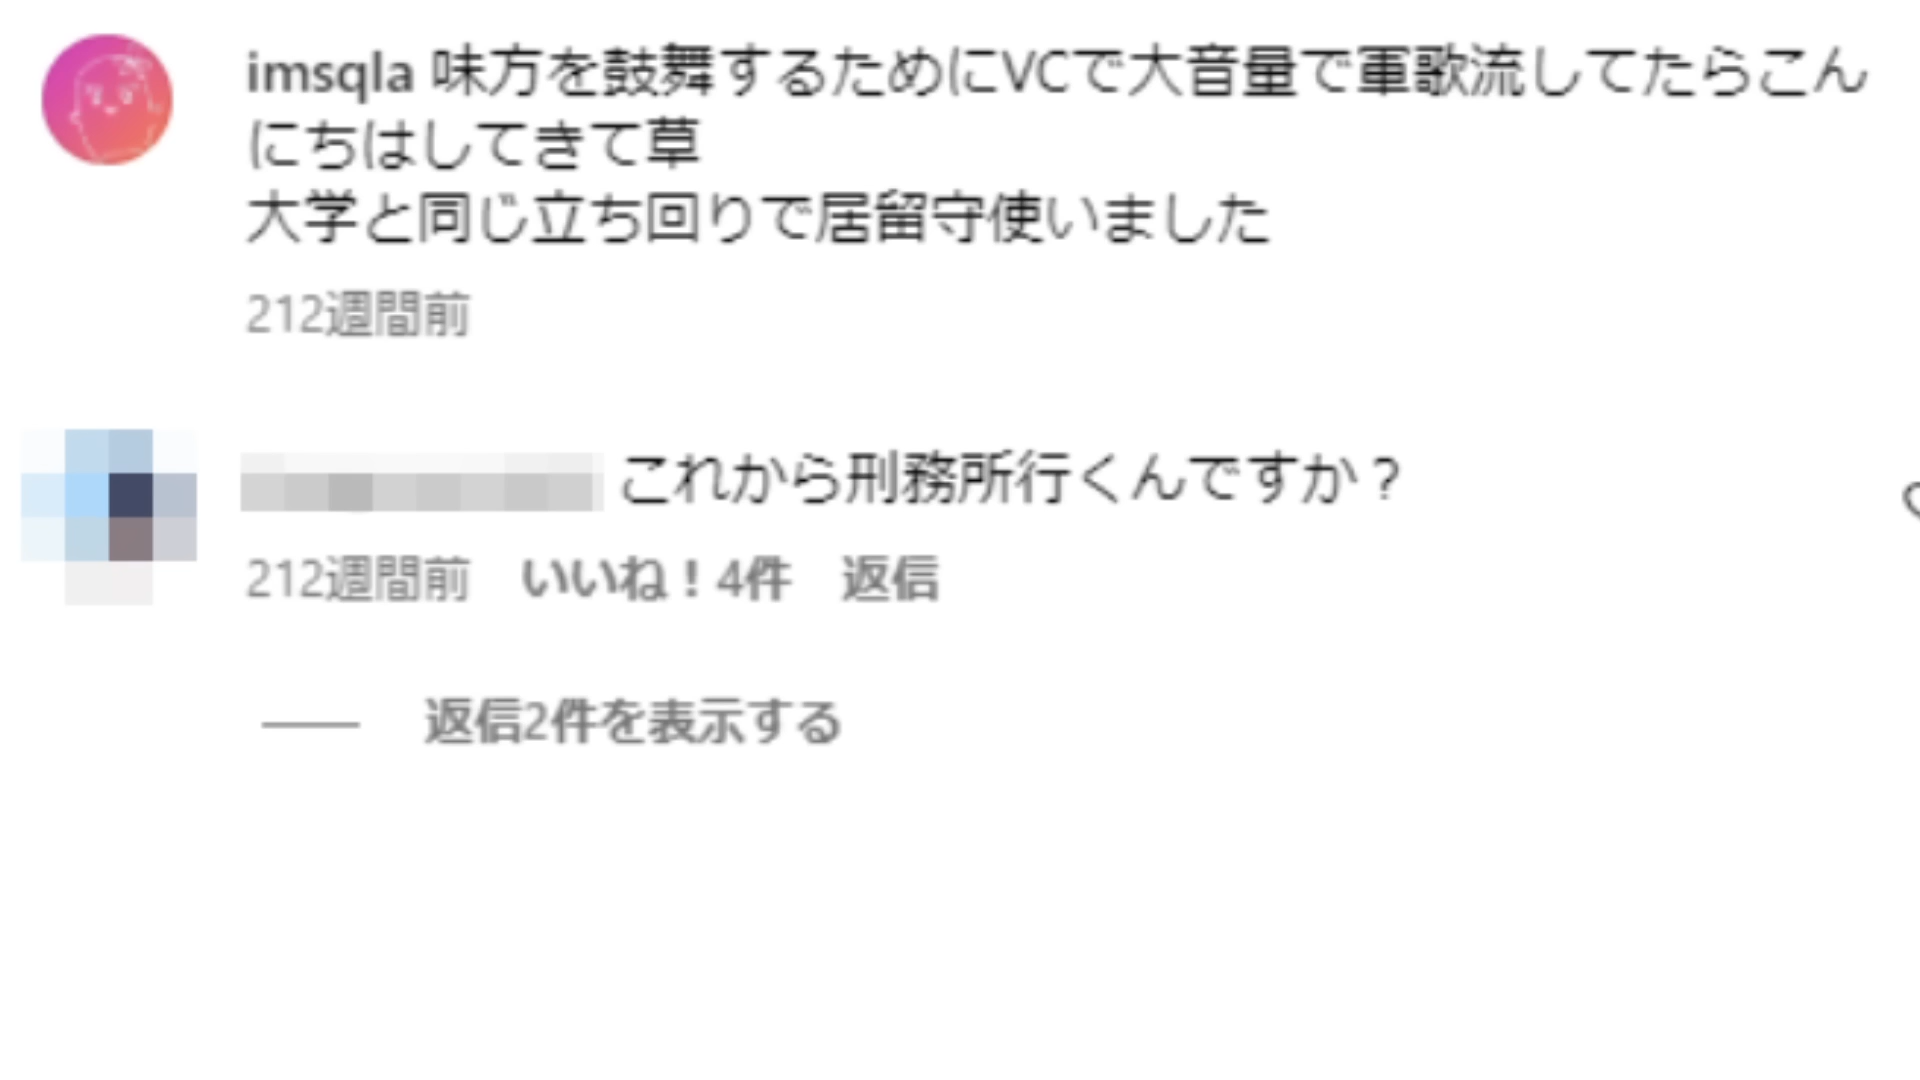 imsqla 味方を鼓舞するためにVCで大音量で軍歌流してたらこん
にちはしてきて草
大学と同じ立ち回りで居留守使いました
212週間前
これから刑務所行くんですか？
212週間前 いいね！4件 返信
返信2件を表示する